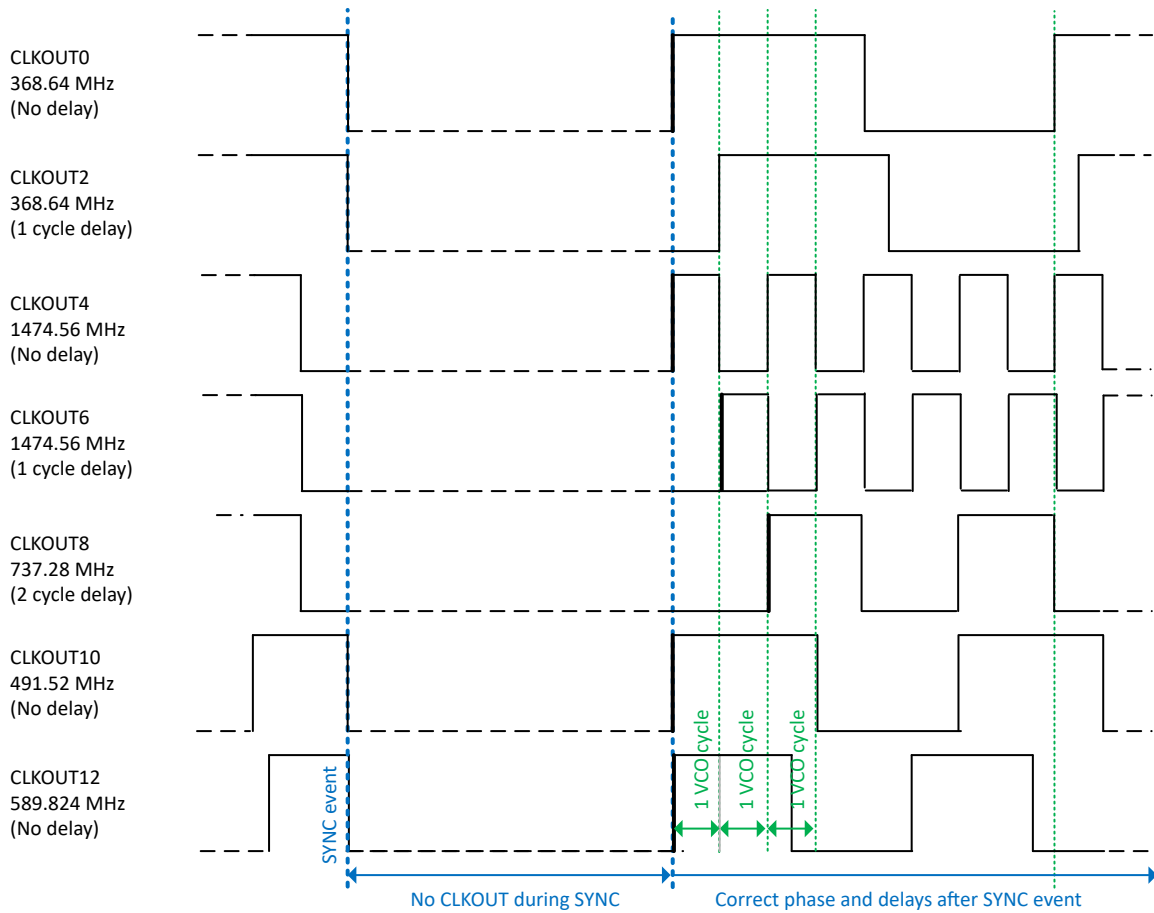 CLKOUT0
368.64 MHz
(No delay)
CLKOUT2
368.64 MHz
(1 cycle delay)
CLKOUT4
1474.56 MHz
(No delay)
CLKOUT6
1474.56 MHz
(1 cycle delay)
CLKOUT8
737.28 MHz
(2 cycle delay)
CLKOUT10
491.52 MHz
(No delay)
CLKOUT12
589.824 MHz
(No delay)
SYNC event
1 VCO cycle
1 VCO cycle
1 VCO cycle
No CLKOUT during SYNC
Correct phase and delays after SYNC event